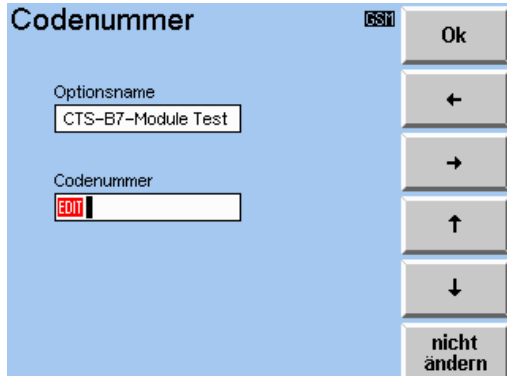 Codenummer
GSM
Ok
Optionsname
CTS-B7-Module Test
←
→
Codenummer
EDIT
↑
↓
nicht
ändern